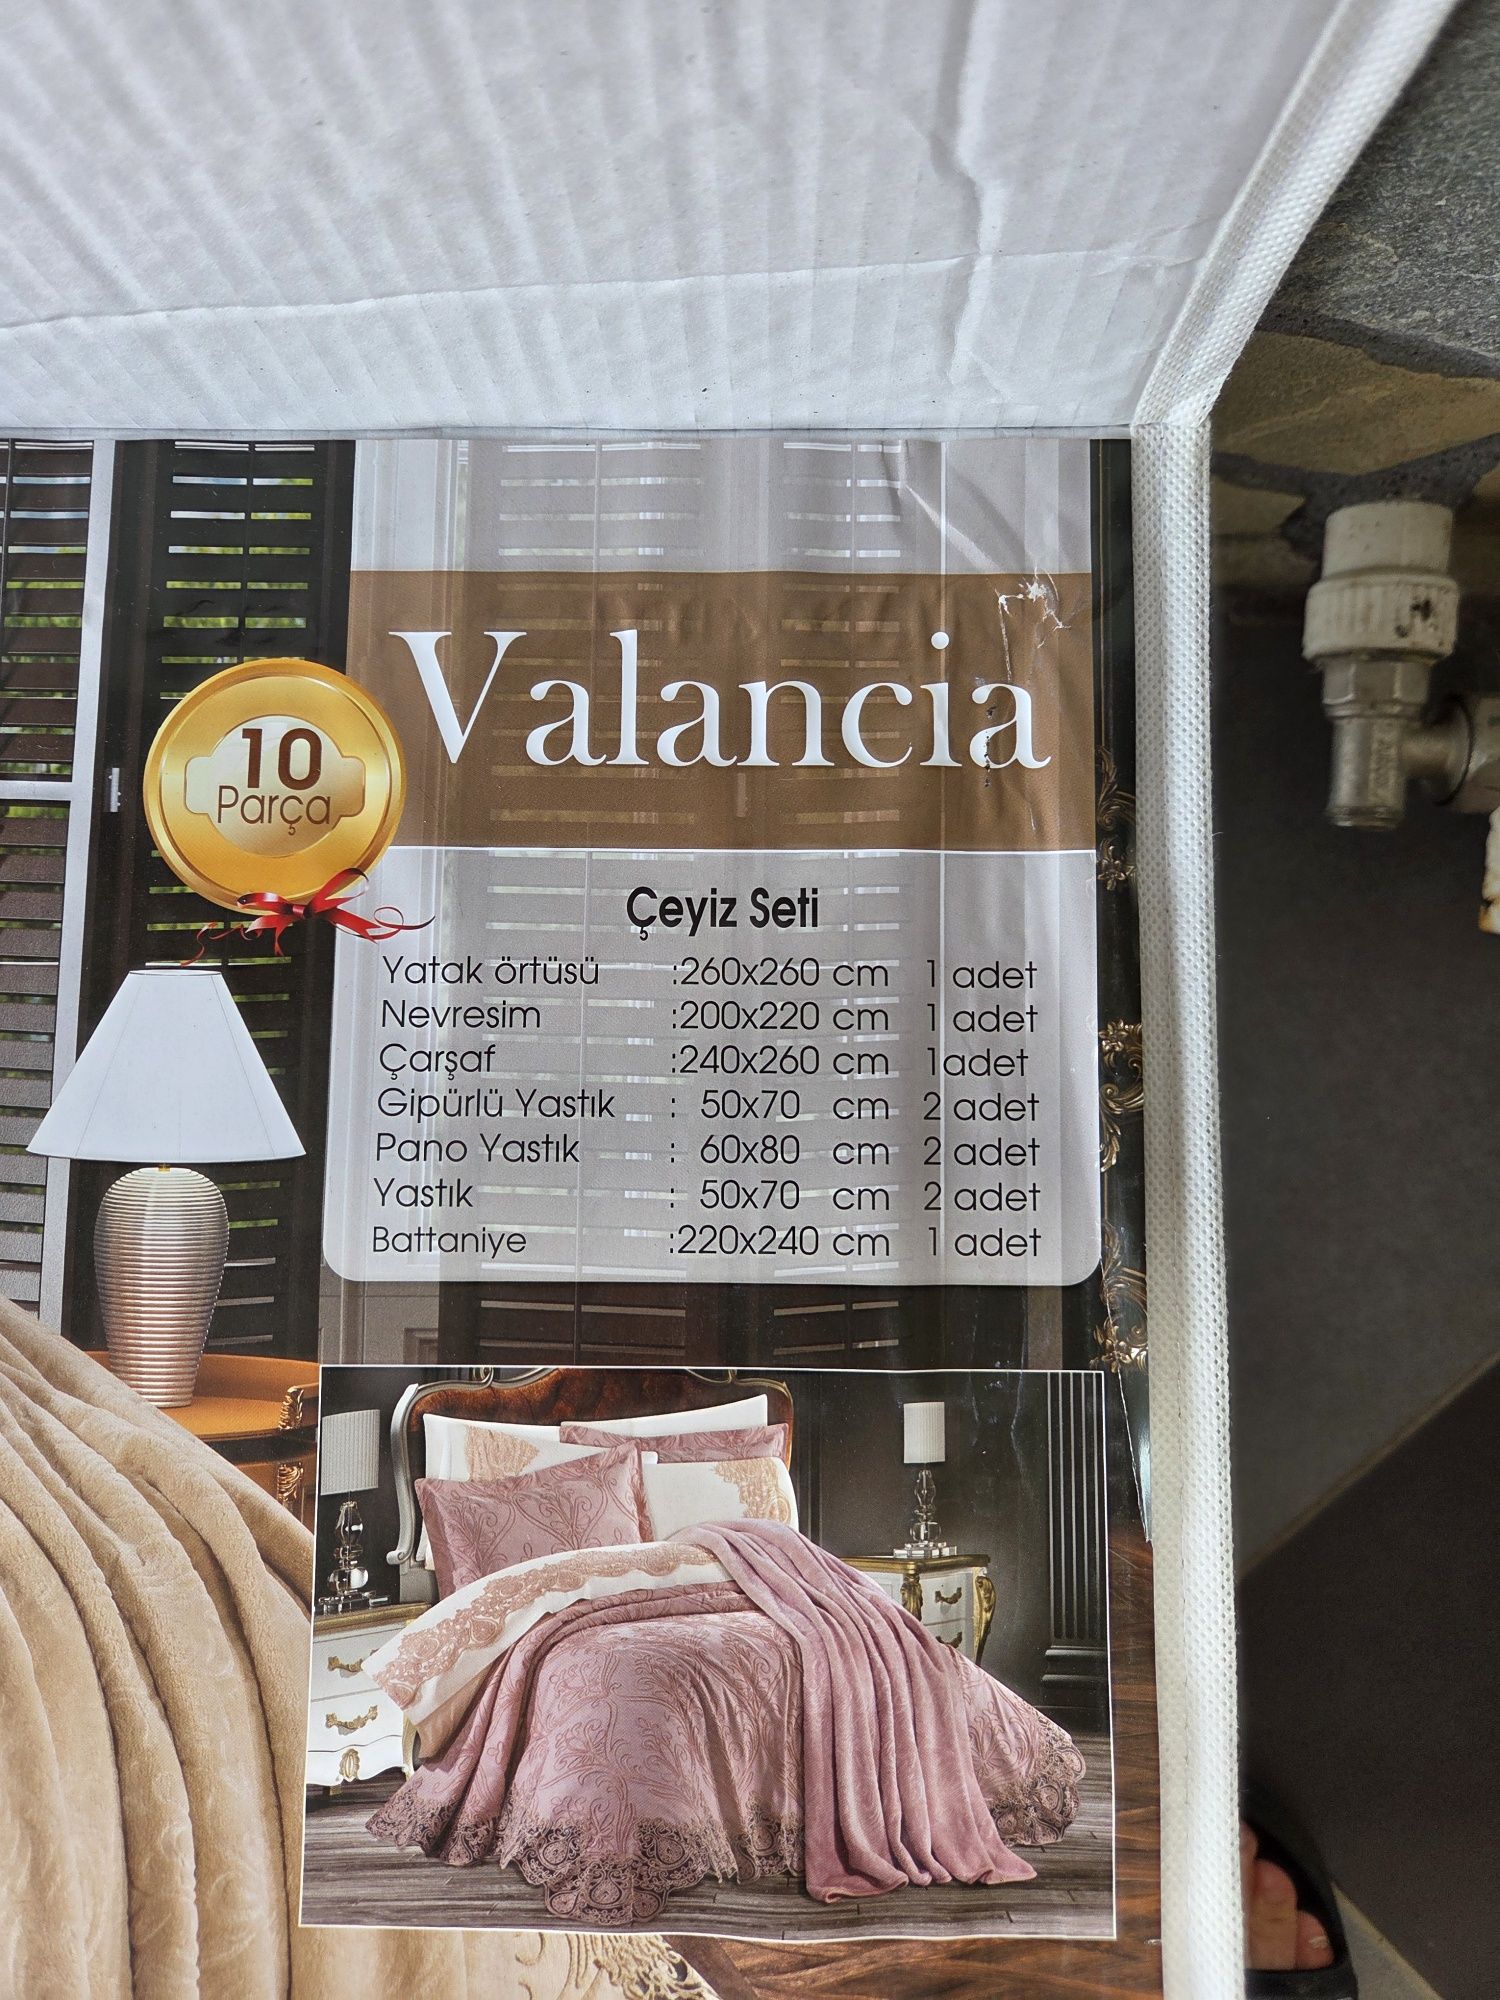 Valancia
10
Parça
Çeyiz Seti
Yatak örtüsü :260x260 cm 1 adet
Nevresim :200x220 cm 1 adet
Çarşaf :240x260 cm 1adet
Gipürlü Yastık : 50x70 cm 2 adet
Pano Yastık : 60x80 cm 2 adet
Yastık : 50x70 cm 2 adet
Battaniye :220x240 cm 1 adet